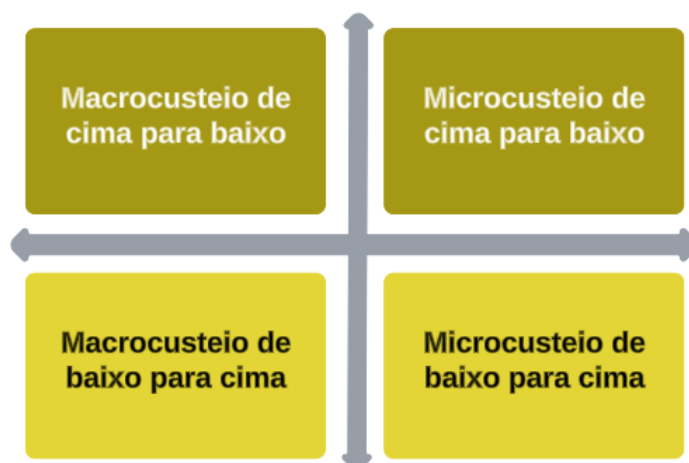 Macrocusteio de
cima para baixo
Microcusteio de
cima para baixo
Macrocusteio de
baixo para cima
Microcusteio de
baixo para cima